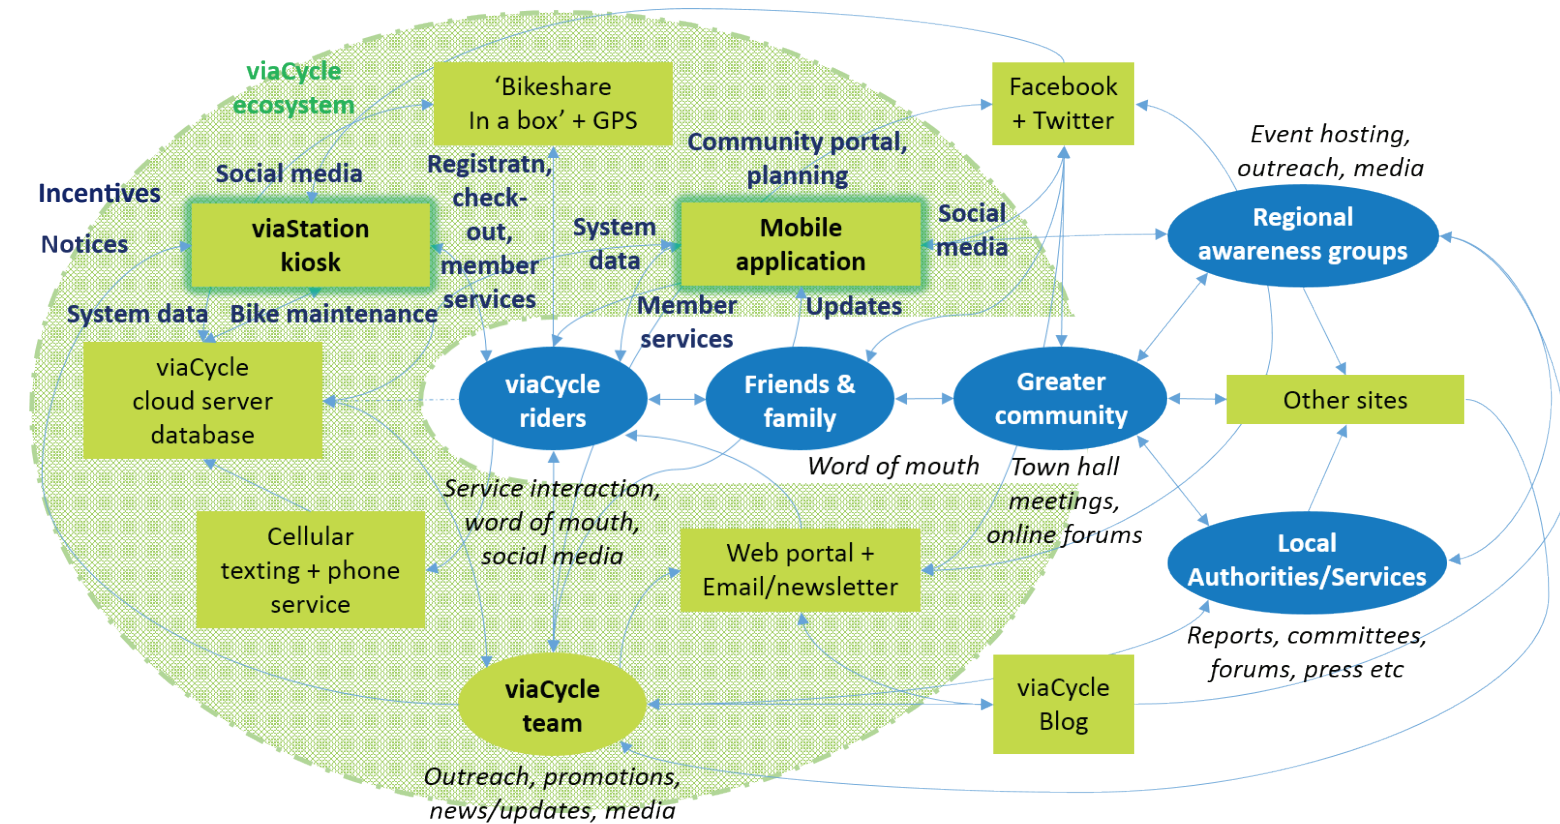 viaCycle
ecosystem
'Bikeshare
In a box' + GPS
Facebook
+ Twitter
Event hosting,
outreach, media
Community portal,
planning
Registratn,
check-
out,
member
services
Social media
Incentives
Notices
viaStation
kiosk
System
data
Mobile
application
Social
media
Regional
awareness groups
System data
Bike maintenance
Member
services
Updates
viaCycle
cloud server
database
viaCycle
riders
Friends &
family
Greater
community
Other sites
Word of mouth
Town hall
meetings,
online forums
Service interaction,
word of mouth,
social media
Cellular
texting + phone
service
Web portal +
Email/newsletter
Local
Authorities/Services
Reports, committees,
forums, press etc
viaCycle
team
viaCycle
Blog
Outreach, promotions,
news/updates, media